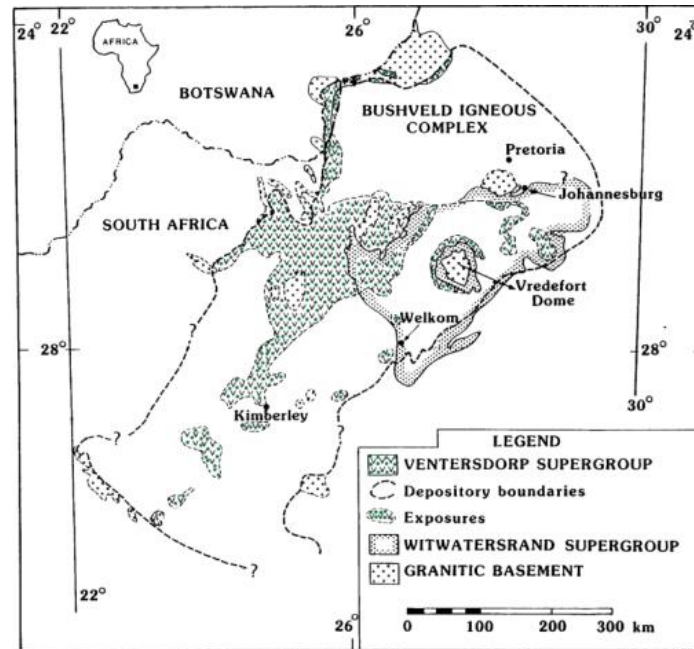 22°
24°
26°
30°
24°
AFRICA
BOTSWANA
BUSHVELD IGNEOUS
COMPLEX
Pretoria
?
Johannesburg
SOUTH AFRICA
Vredefort
Dome
Welkom
?
28°
28°
30°
Kimberley
?
?
?
22°
26°
LEGEND
VENTERSDORP SUPERGROUP
Depository boundaries
Exposures
WITWATERSRAND SUPERGROUP
GRANITIC BASEMENT
0 100 200 300 km